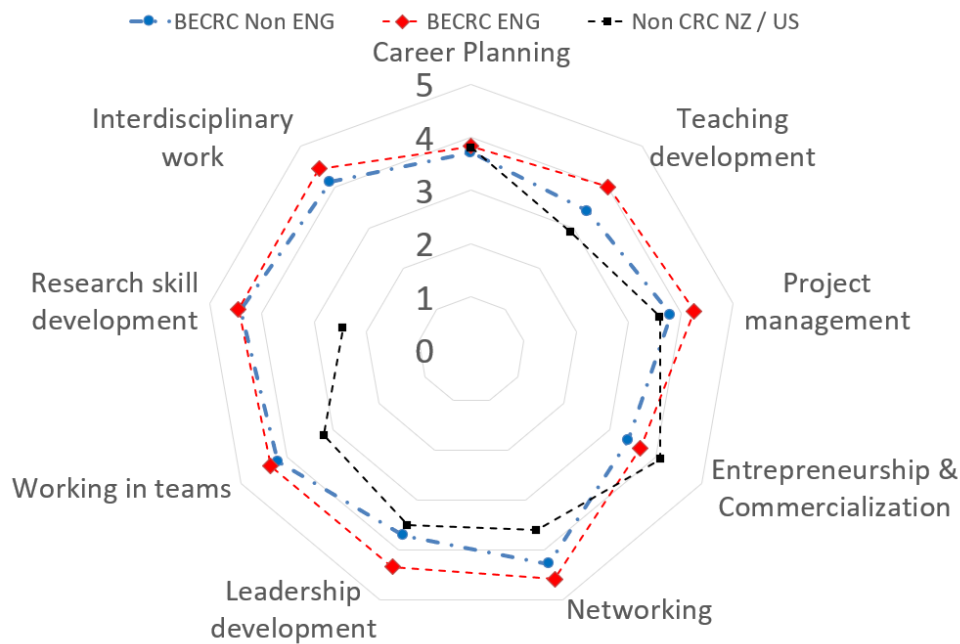 BECRC Non ENG
BECRC ENG
Non CRC NZ / US
Career Planning
5
4
3
2
1
0
Teaching
development
Project
management
Entrepreneurship &
Commercialization
Networking
Leadership
development
Working in teams
Research skill
development
Interdisciplinary
work